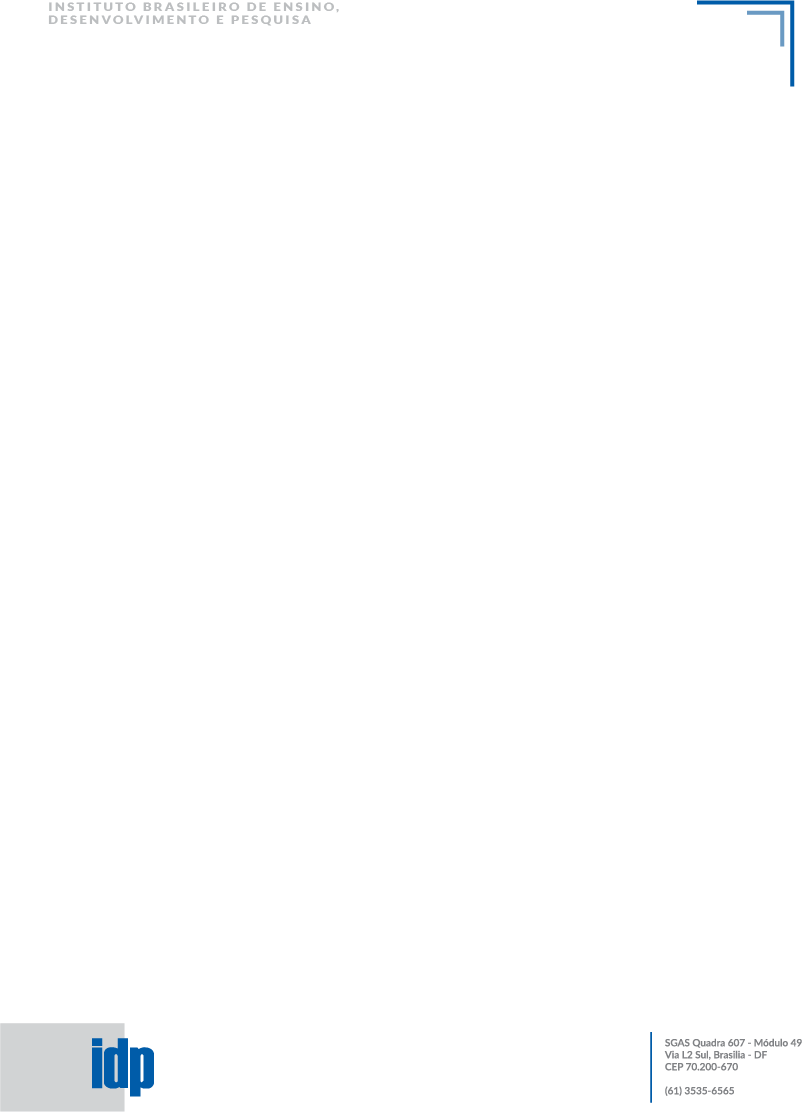 INSTITUTO BRASILEIRO DE ENSINO,
DESENVOLVIMENTO E PESQUISA
idp
SGAS Quadra 607 - Módulo 49
Via L2 Sul, Brasilia - DF
CEP 70.200-670
(61) 3535-6565